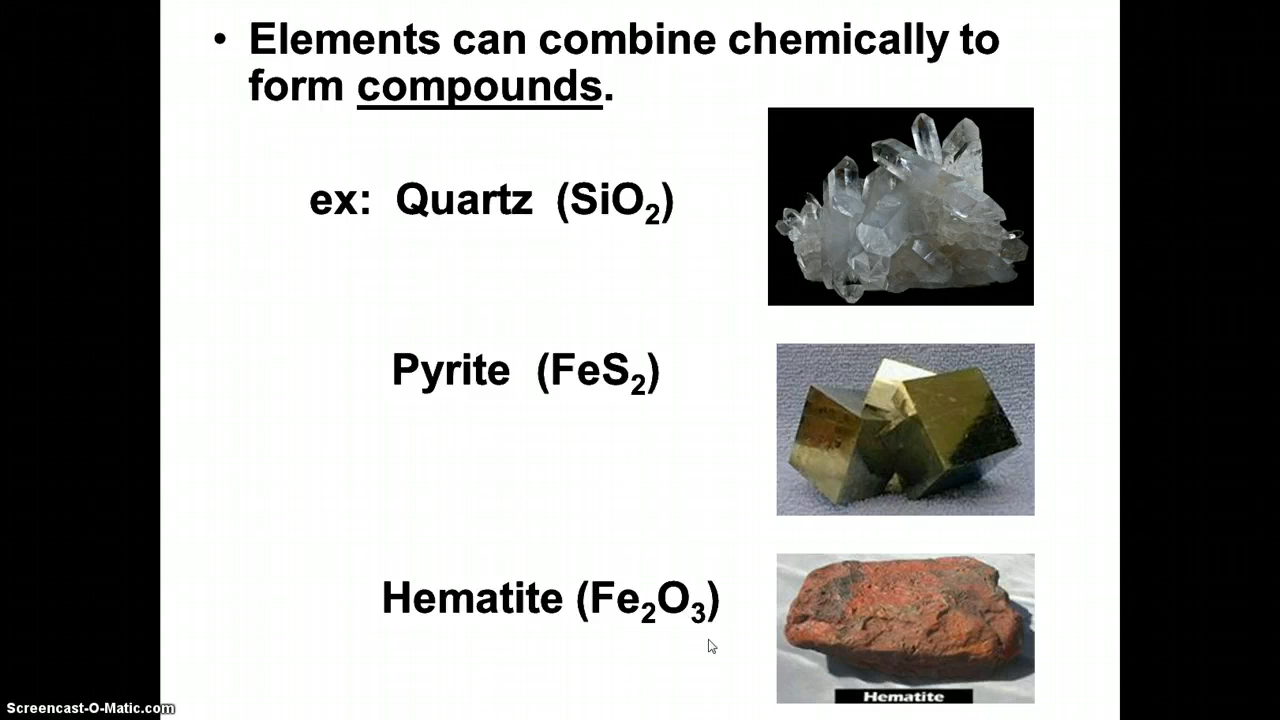 • Elements can combine chemically to
form compounds.
ex: Quartz (SiO₂)
Pyrite (FeS₂)
Hematite (Fe₂O₃)
Hematite
Screencast-O-Matic.com